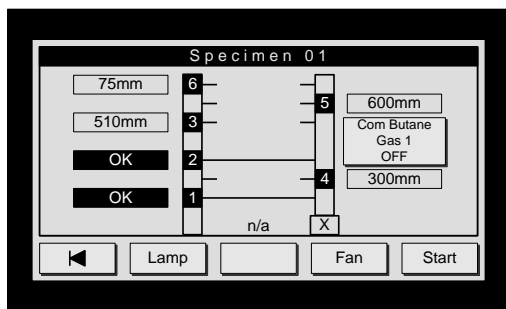 Specimen 01
75mm
6
5
600mm
510mm
3
Com Butane
Gas 1
OFF
OK
2
4
300mm
OK
1
n/a
X
Lamp
Fan
Start